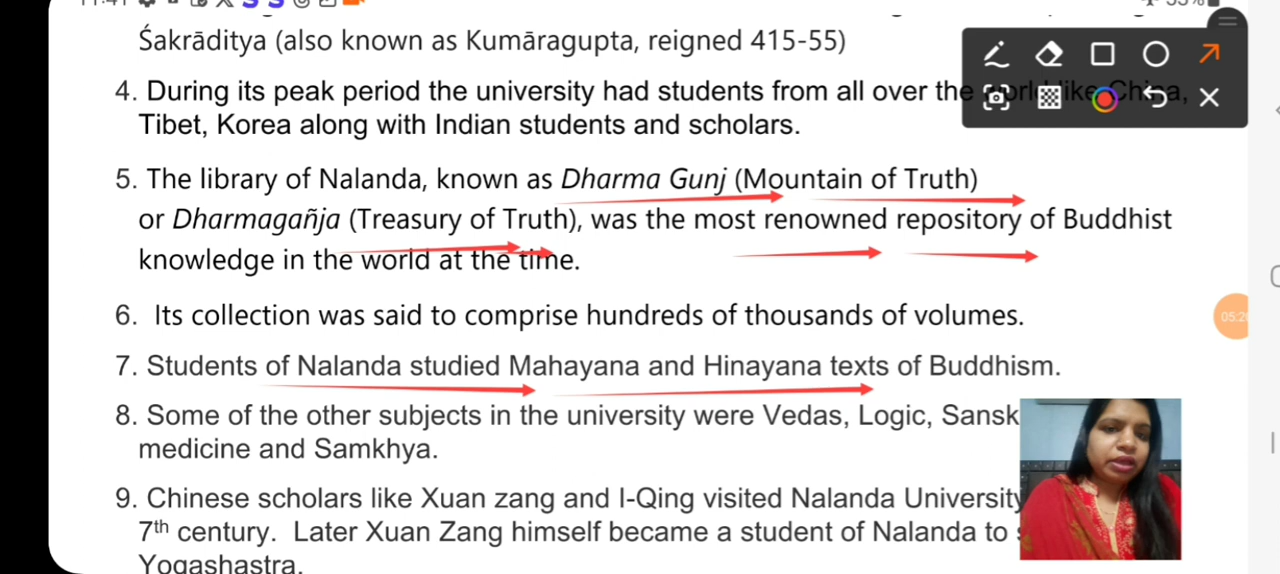 Śakrāditya (also known as Kumāragupta, reigned 415-55)
4. During its peak period the university had students from all over the world like China,
Tibet, Korea along with Indian students and scholars.
5. The library of Nalanda, known as Dharma Gunj (Mountain of Truth)
or Dharmagañja (Treasury of Truth), was the most renowned repository of Buddhist
knowledge in the world at the time.
6. Its collection was said to comprise hundreds of thousands of volumes.
7. Students of Nalanda studied Mahayana and Hinayana texts of Buddhism.
8. Some of the other subjects in the university were Vedas, Logic,
medicine and Samkhya.
9. Chinese scholars like Xuan zang and I-Qing visited Nalanda University
7th century. Later Xuan Zang himself became a student of Nalanda to
Yogashastra.